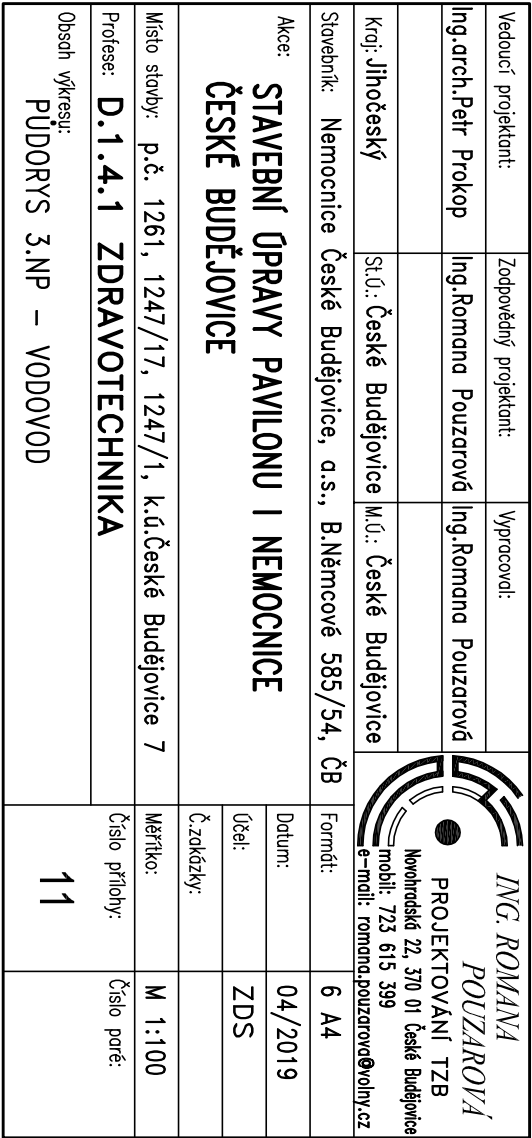 Vedoucí projektant: Zodpovědný projektant: Vypracoval:
Ing.arch.Petr Prokop Ing.Romana Pouzarová Ing.Romana Pouzarová
Kraj: Jihočeský St.Ú.: České Budějovice M.Ú.: České Budějovice
ING. ROMANA
POUZAROVÁ
PROJEKTOVÁNÍ TZB
Novohradská 22, 370 01 České Budějovice
mobil: 723 615 399
e-mail: romana.pouzarova@volny.cz
Stavebník: Nemocnice České Budějovice, a.s., B.Němcové 585/54, ČB
Akce: STAVEBNÍ ÚPRAVY PAVILONU I NEMOCNICE
ČESKÉ BUDĚJOVICE
Místo stavby: p.č. 1261, 1247/17, 1247/1, k.ú.České Budějovice 7
Profese: D.1.4.1 ZDRAVOTECHNIKA
Obsah výkresu:
PŮDORYS 3.NP – VODOVOD
Formát: 6 A4
Datum: 04/2019
Účel: ZDS
Č.zakázky:
Měřítko: M 1:100
Číslo přílohy: Číslo paré:
11